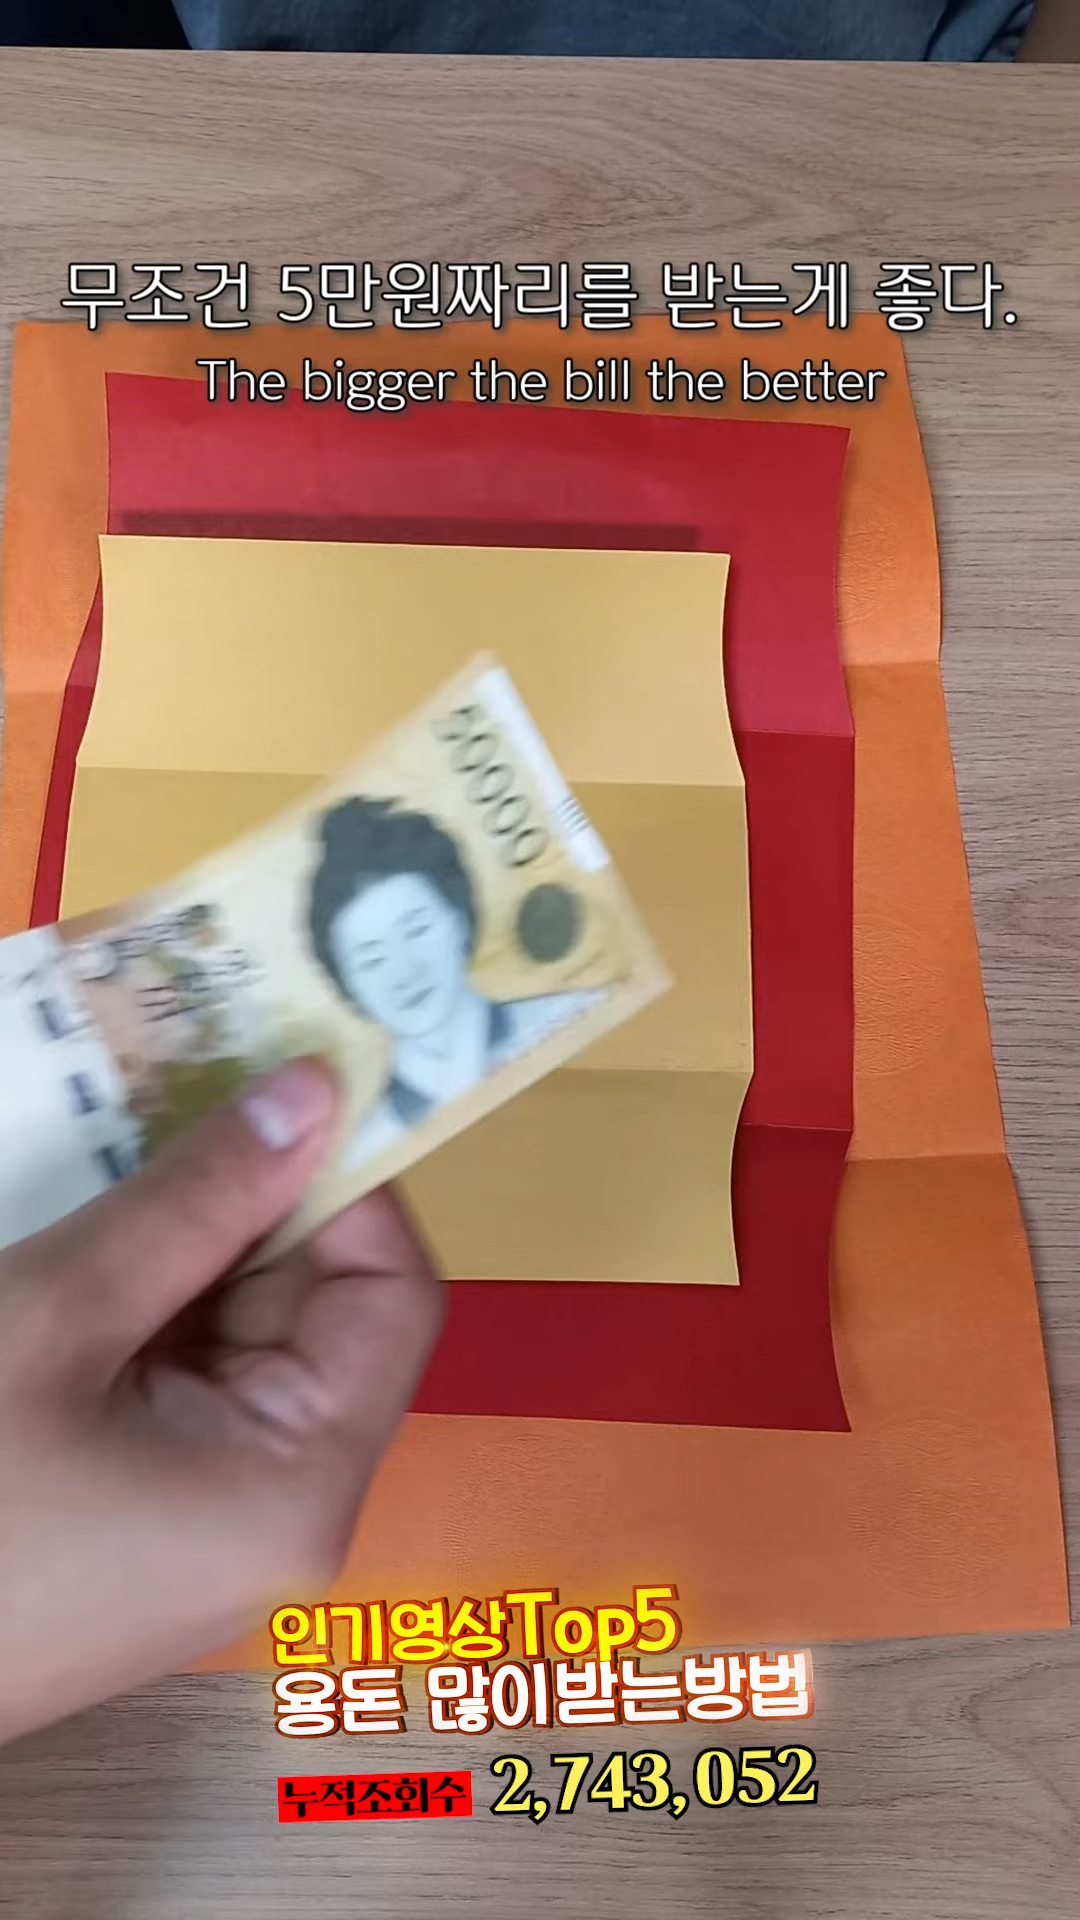 무조건 5만원짜리를 받는게 좋다.
The bigger the bill the better
50000
인기영상Top5
용돈 많이받는방법
누적조회수 2,743,052